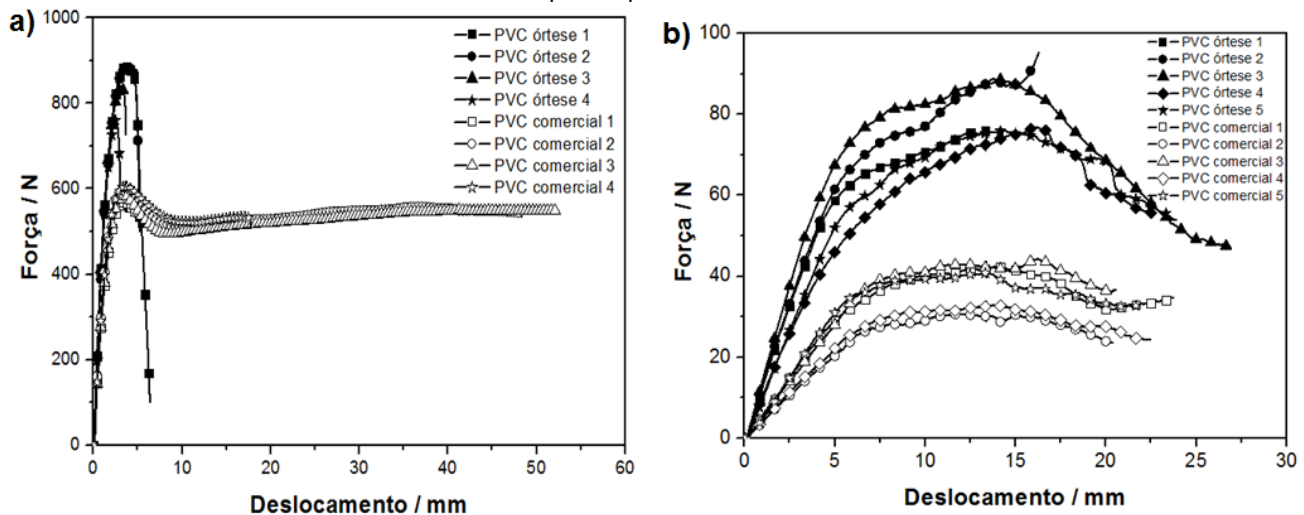 a)
1000
800
600
400
200
0
Força / N
0 10 20 30 40 50 60
Deslocamento / mm
PVC órtese 1
PVC órtese 2
PVC órtese 3
PVC órtese 4
PVC comercial 1
PVC comercial 2
PVC comercial 3
PVC comercial 4
b)
100
80
60
40
20
0
Força / N
0 5 10 15 20 25 30
Deslocamento / mm
PVC órtese 1
PVC órtese 2
PVC órtese 3
PVC órtese 4
PVC órtese 5
PVC comercial 1
PVC comercial 2
PVC comercial 3
PVC comercial 4
PVC comercial 5